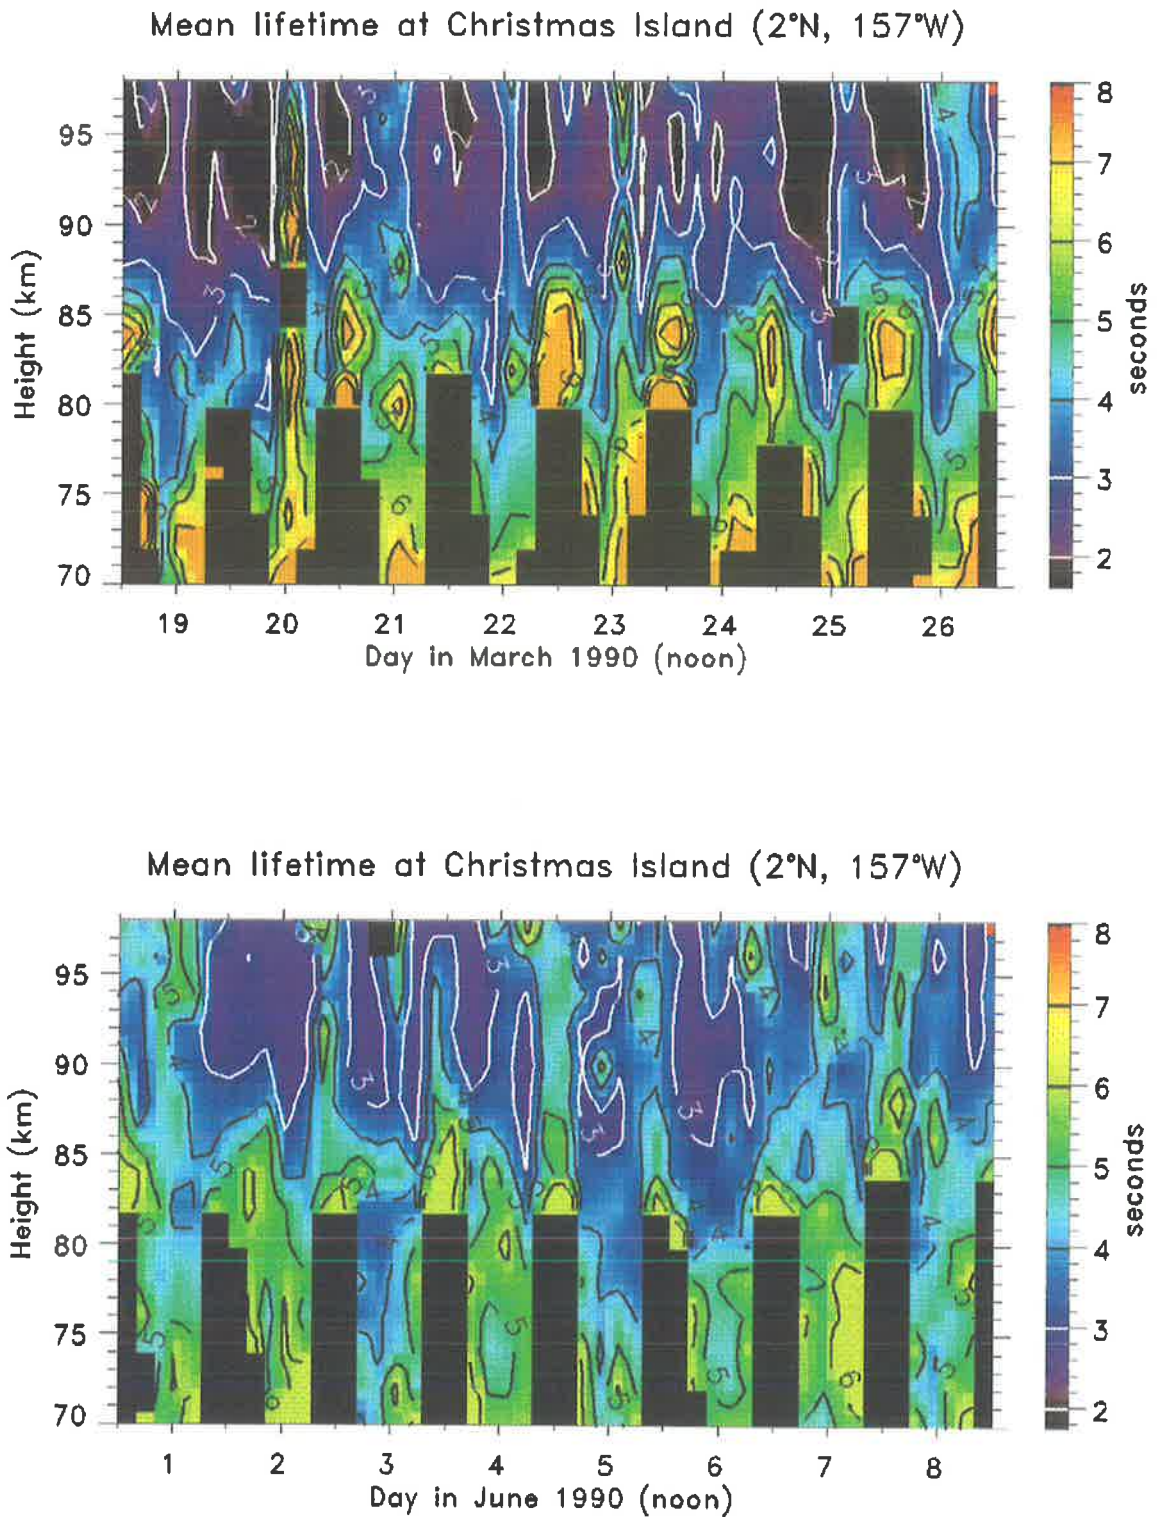 Mean lifetime at Christmas Island (2°N, 157°W)
95
90
85
80
75
70
Height (km)
19 20 21 22 23 24 25 26
Day in March 1990 (noon)
8
7
6
5
4
3
2
seconds
Mean lifetime at Christmas Island (2°N, 157°W)
95
90
85
80
75
70
Height (km)
1 2 3 4 5 6 7 8
Day in June 1990 (noon)
8
7
6
5
4
3
2
seconds